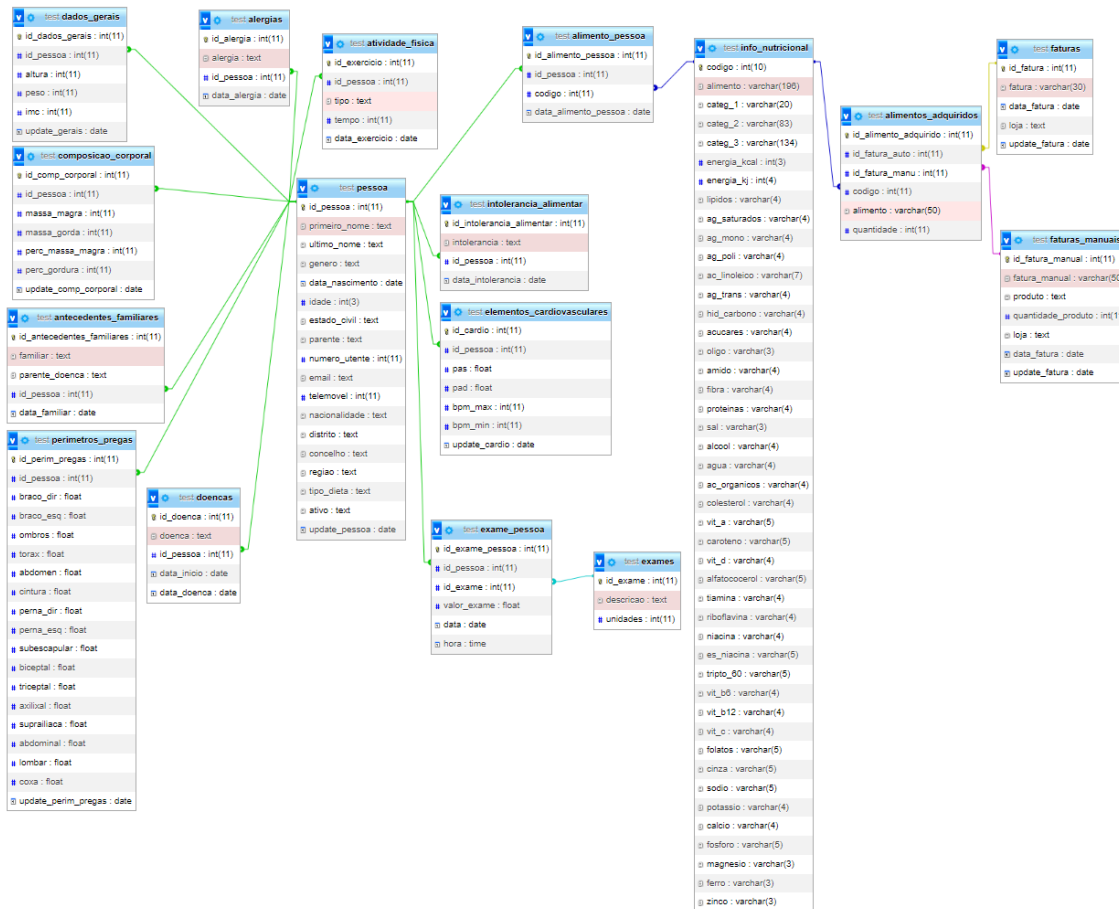 test dados_gerais
id_dados_gerais : int(11)
id_pessoa : int(11)
altura : int(11)
peso : int(11)
imc : int(11)
update_gerais : date
test alergias
id_alergia : int(11)
alergia : text
id_pessoa : int(11)
data_alergia : date
test atividade_fisica
id_exercicio : int(11)
id_pessoa : int(11)
tipo : text
tempo : int(11)
data_exercicio : date
test alimento_pessoa
id_alimento_pessoa : int(11)
id_pessoa : int(11)
codigo : int(11)
data_alimento_pessoa : date
test info_nutricional
codigo : int(10)
alimento : varchar(196)
categ_1 : varchar(20)
categ_2 : varchar(83)
categ_3 : varchar(134)
energia_kcal : int(3)
energia_kj : int(4)
lipidos : varchar(4)
ag_saturados : varchar(4)
ag_mono : varchar(4)
ag_poli : varchar(4)
ac_linoleico : varchar(7)
ag_trans : varchar(4)
hid_carbono : varchar(4)
acucares : varchar(4)
oligo : varchar(3)
amido : varchar(4)
fibra : varchar(4)
proteinas : varchar(4)
sal : varchar(3)
alcool : varchar(4)
agua : varchar(4)
ac_organicos : varchar(4)
colesterol : varchar(4)
vit_a : varchar(5)
caroteno : varchar(5)
vit_d : varchar(4)
alfatococerol : varchar(5)
tiamina : varchar(4)
riboflavina : varchar(4)
niacina : varchar(4)
es_niacina : varchar(5)
tripto_60 : varchar(5)
vit_b6 : varchar(4)
vit_b12 : varchar(4)
vit_c : varchar(4)
folatos : varchar(5)
cinza : varchar(5)
sodio : varchar(5)
potassio : varchar(4)
calcio : varchar(4)
fosforo : varchar(5)
magnesio : varchar(3)
ferro : varchar(3)
zinco : varchar(3)
test alimentos_adquiridos
id_alimento_adquirido : int(11)
id_fatura_auto : int(11)
id_fatura_manu : int(11)
codigo : int(11)
alimento : varchar(50)
quantidade : int(11)
test faturas
id_fatura : int(11)
fatura : varchar(30)
data_fatura : date
loja : text
update_fatura : date
test faturas_manuais
id_fatura_manual : int(11)
fatura_manual : varchar(50
produto : text
quantidade_produto : int(1
loja : text
data_fatura : date
update_fatura : date
test composicao_corporal
id_comp_corporal : int(11)
id_pessoa : int(11)
massa_magra : int(11)
massa_gorda : int(11)
perc_massa_magra : int(11)
perc_gordura : int(11)
update_comp_corporal : date
test pessoa
id_pessoa : int(11)
primeiro_nome : text
ultimo_nome : text
genero : text
data_nascimento : date
idade : int(3)
estado_civil : text
parente : text
numero_utente : int(11)
email : text
telemovel : int(11)
nacionalidade : text
distrito : text
concelho : text
regiao : text
tipo_dieta : text
ativo : text
update_pessoa : date
test intolerancia_alimentar
id_intolerancia_alimentar : int(11)
intolerancia : text
id_pessoa : int(11)
data_intolerancia : date
test elementos_cardiovasculares
id_cardio : int(11)
id_pessoa : int(11)
pas : float
pad : float
bpm_max : int(11)
bpm_min : int(11)
update_cardio : date
test antecedentes_familiares
id_antecedentes_familiares : int(11)
familiar : text
parente_doenca : text
id_pessoa : int(11)
data_familiar : date
test perimetros_pregas
id_perim_pregas : int(11)
id_pessoa : int(11)
braco_dir : float
braco_esq : float
ombros : float
torax : float
abdomen : float
cintura : float
perna_dir : float
perna_esq : float
subescapular : float
biceptal : float
triceptal : float
axilixal : float
suprailiaca : float
abdominal : float
lombar : float
coxa : float
update_perim_pregas : date
test doencas
id_doenca : int(11)
doenca : text
id_pessoa : int(11)
data_inicio : date
data_doenca : date
test exame_pessoa
id_exame_pessoa : int(11)
id_pessoa : int(11)
id_exame : int(11)
valor_exame : float
data : date
hora : time
test exames
id_exame : int(11)
descricao : text
unidades : int(11)